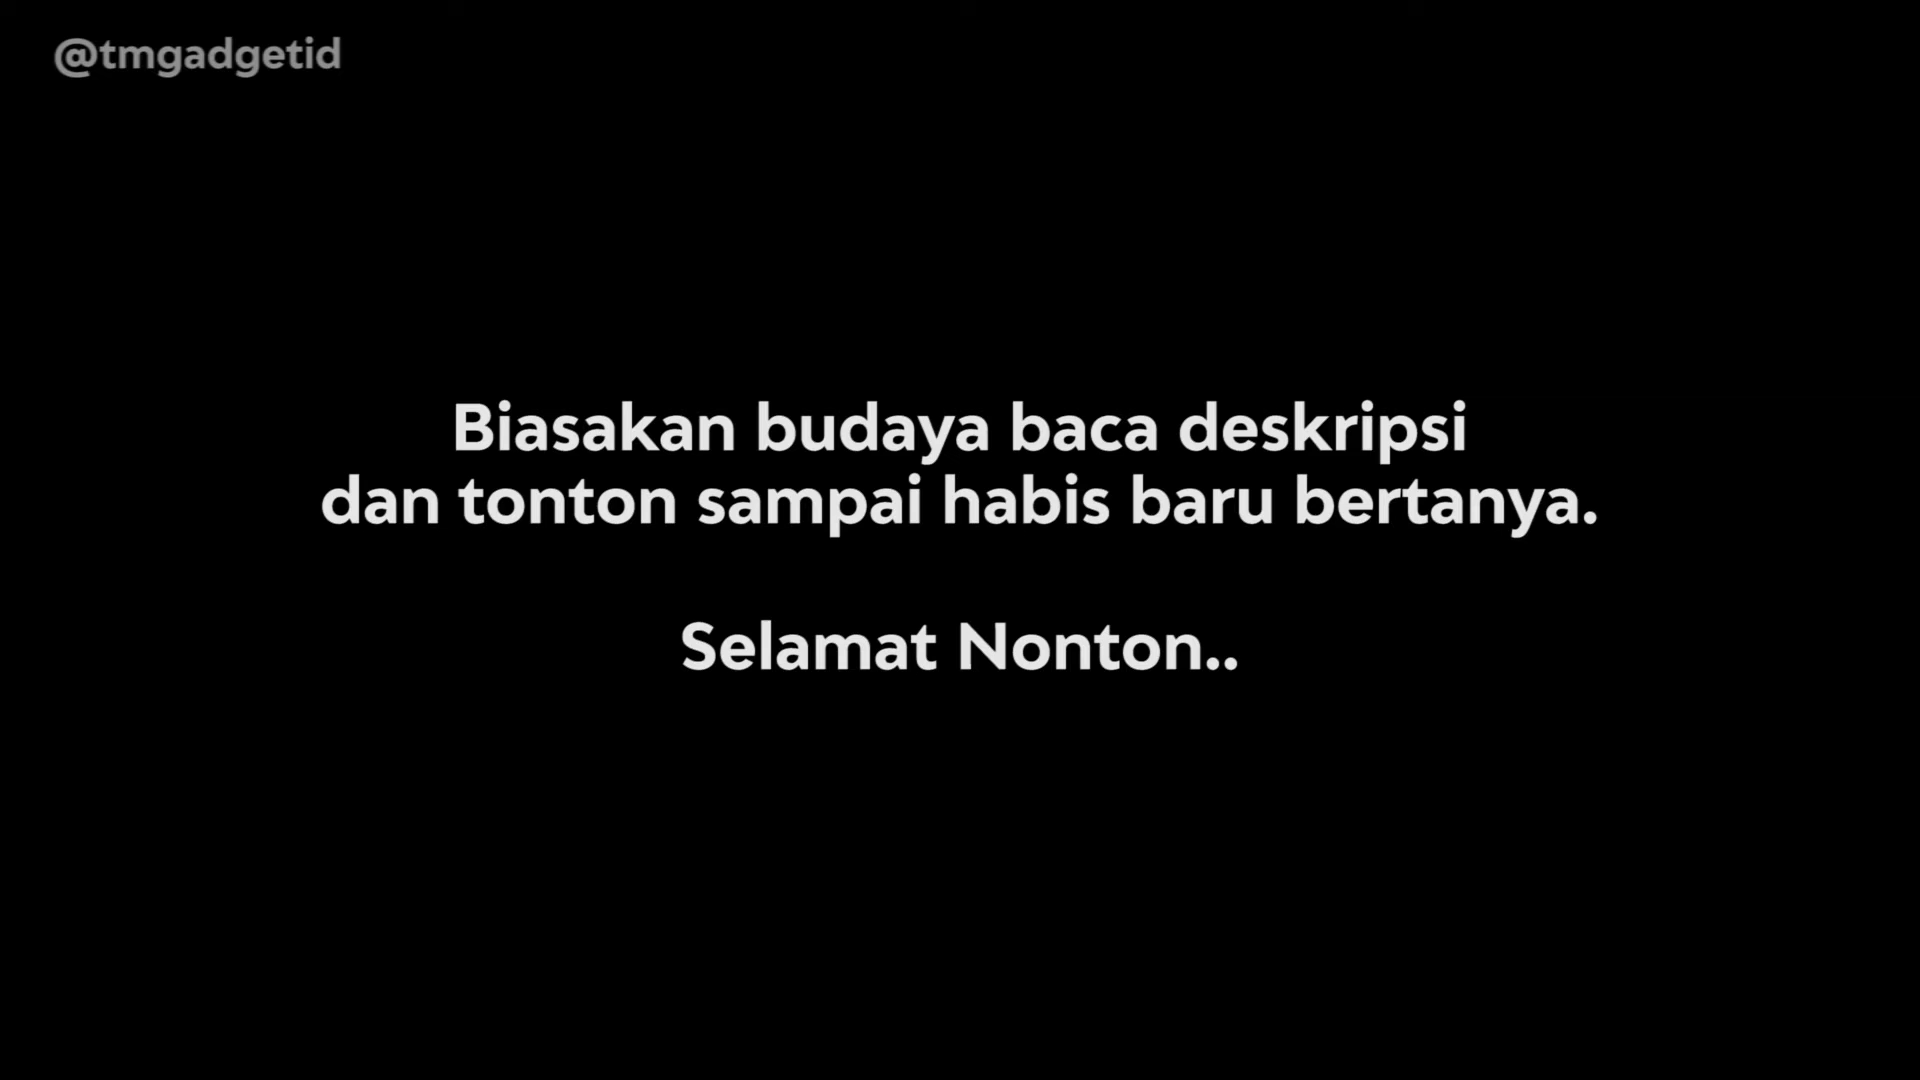 @tmgadgetid
Biasakan budaya baca deskripsi
dan tonton sampai habis baru bertanya.
Selamat Nonton..